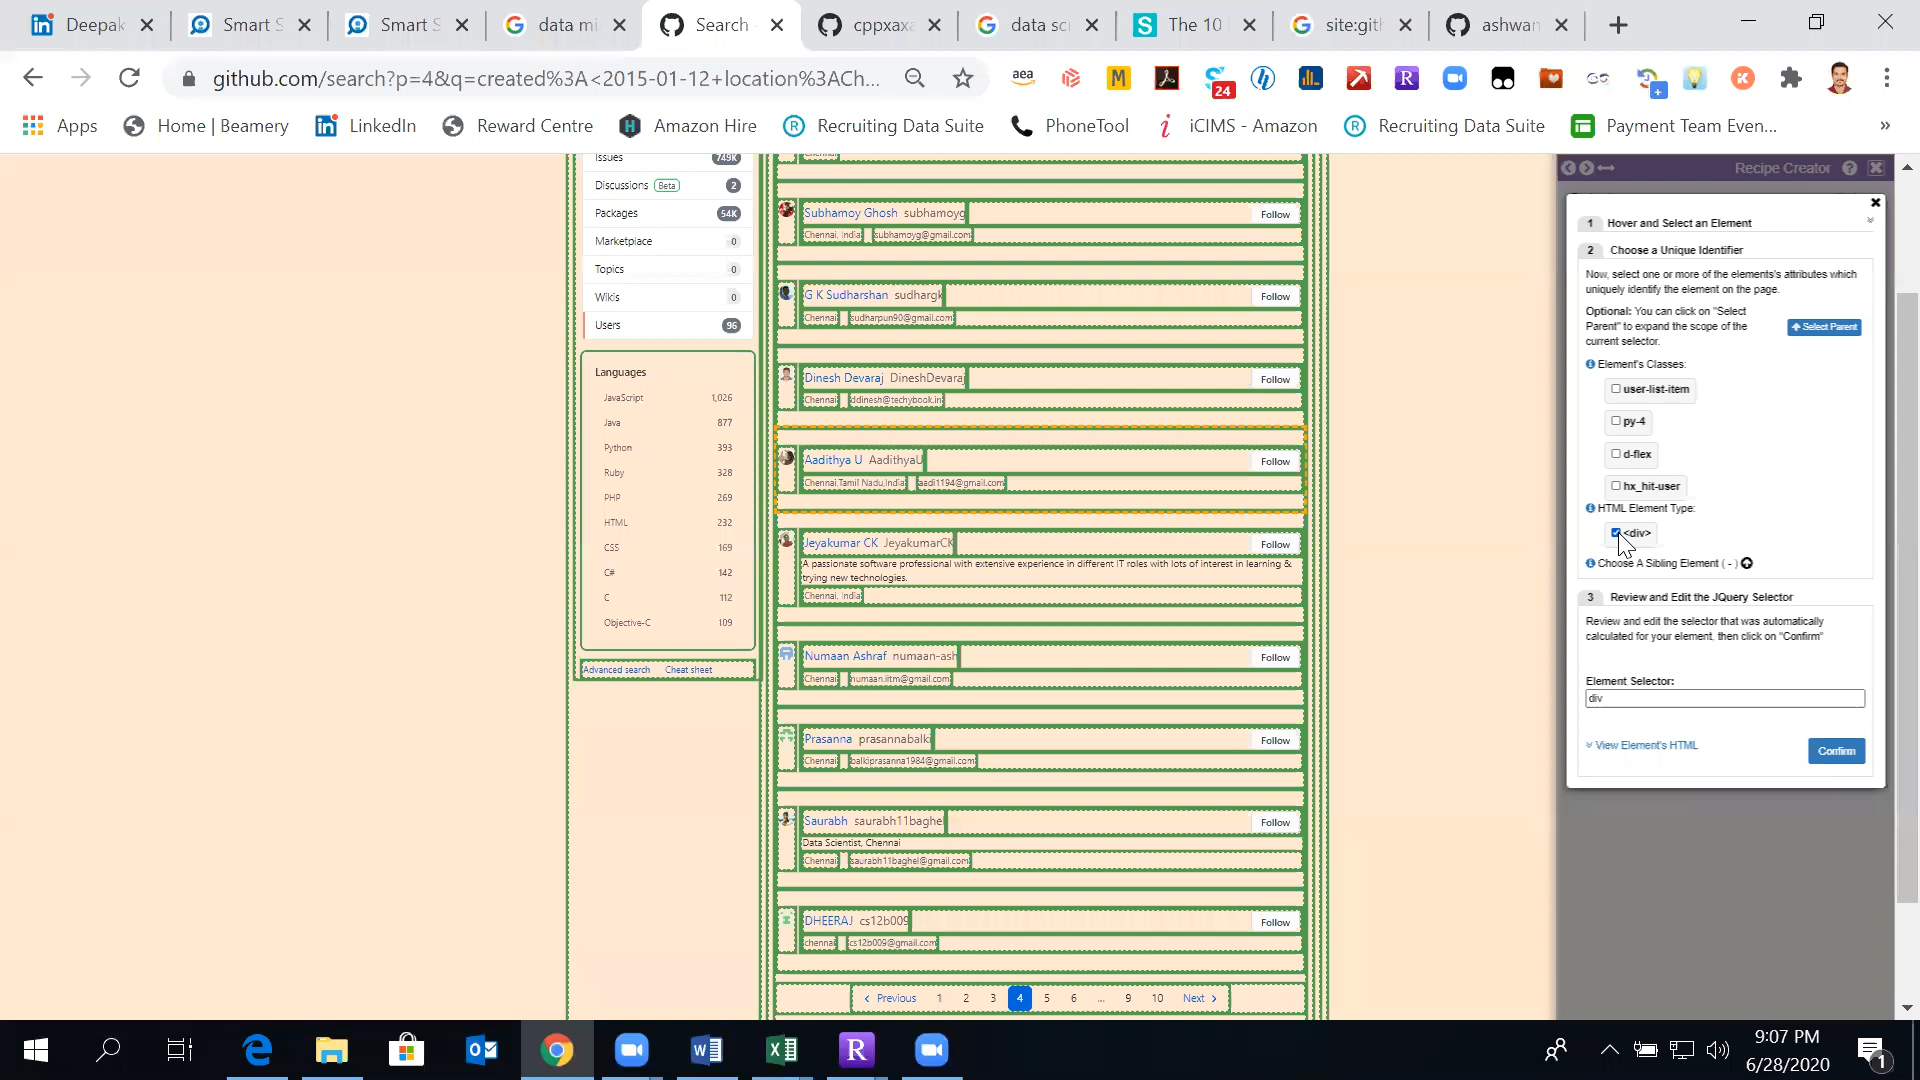 Deepak
Smart S
Smart S
data mi
Search
cppxaxa
data sc
The 10
site:gith
ashwan
github.com/search?p=4&q=created%3A<2015-01-12+location%3ACh...
aea
M
24
R
K
Apps
Home | Beamery
LinkedIn
Reward Centre
Amazon Hire
Recruiting Data Suite
PhoneTool
iCIMS - Amazon
Recruiting Data Suite
Payment Team Even...
Issues 749K
Discussions Beta 2
Packages 54K
Marketplace 0
Topics 0
Wikis 0
Users 96
Languages
JavaScript 1,026
Java 877
Python 393
Ruby 328
PHP 269
HTML 232
CSS 169
C# 142
C 112
Objective-C 109
Advanced search Cheat sheet
Chennai
Subhamoy Ghosh subhamoyg Follow
Chennai, India subhamoyg@gmail.com
G K Sudharshan sudhargk Follow
Chennai sudharpun90@gmail.com
Dinesh Devaraj DineshDevaraj Follow
Chennai ddinesh@techybook.in
Aadithya U AadithyaU Follow
Chennai,Tamil Nadu,India aadi1194@gmail.com
Jeyakumar CK JeyakumarCK Follow
A passionate software professional with extensive experience in different IT roles with lots of interest in learning &
trying new technologies.
Chennai, India
Numaan Ashraf numaan-ash Follow
Chennai numaan.iitm@gmail.com
Prasanna prasannabalki Follow
Chennai balkiprasanna1984@gmail.com
Saurabh saurabh11baghel Follow
Data Scientist, Chennai
Chennai saurabh11baghel@gmail.com
DHEERAJ cs12b009 Follow
chennai cs12b009@gmail.com
Previous 1 2 3 4 5 6 ... 9 10 Next
Recipe Creator
1 Hover and Select an Element
2 Choose a Unique Identifier
Now, select one or more of the elements's attributes which
uniquely identify the element on the page.
Optional: You can click on "Select
Parent" to expand the scope of the
current selector.
Select Parent
Element's Classes:
user-list-item
py-4
d-flex
hx_hit-user
HTML Element Type:
<div>
Choose A Sibling Element ( - )
3 Review and Edit the JQuery Selector
Review and edit the selector that was automatically
calculated for your element, then click on "Confirm"
Element Selector:
div
View Element's HTML
Confirm
9:07 PM
6/28/2020
1